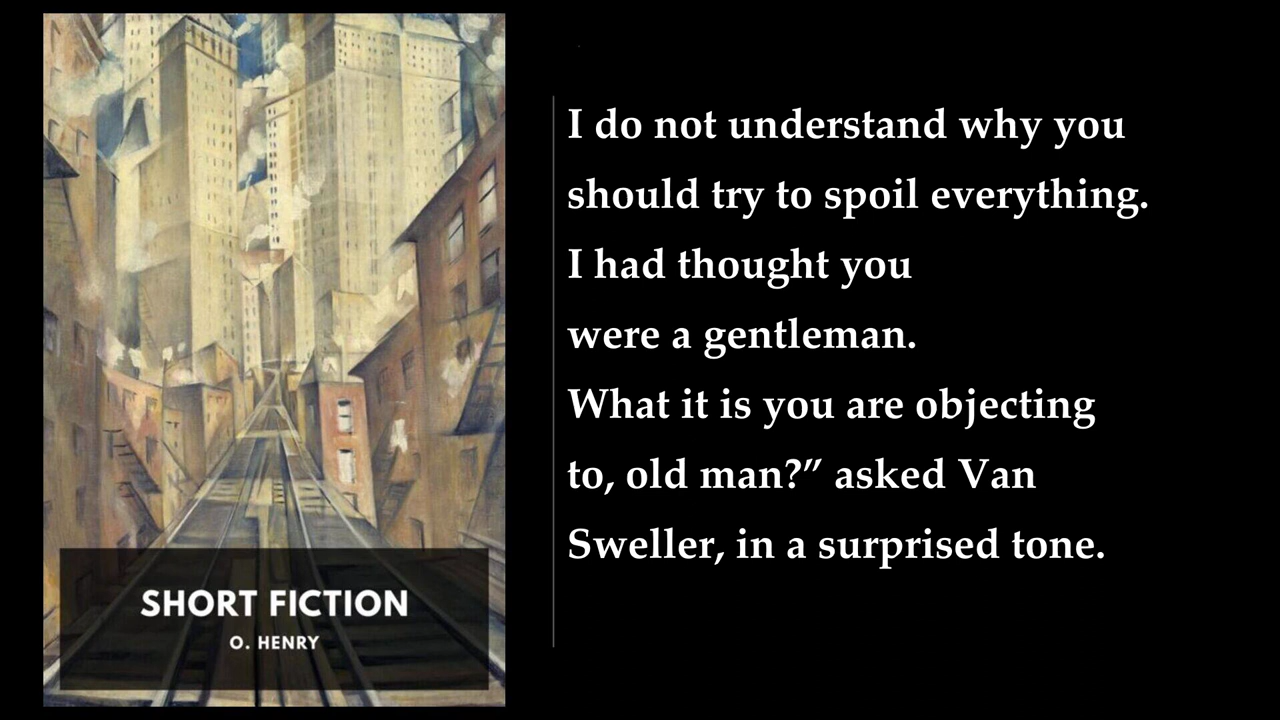 SHORT FICTION
O. HENRY
I do not understand why you
should try to spoil everything.
I had thought you
were a gentleman.
What it is you are objecting
to, old man?” asked Van
Sweller, in a surprised tone.